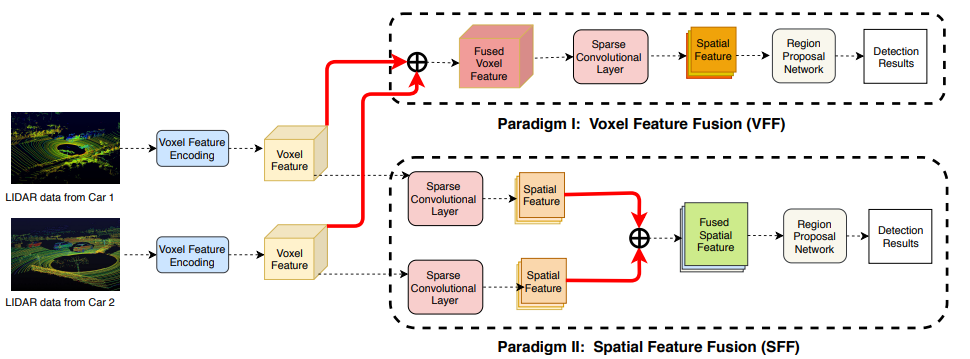 Fused
Voxel
Feature
Sparse
Convolutional
Layer
Spatial
Feature
Region
Proposal
Network
Detection
Results
Paradigm I: Voxel Feature Fusion (VFF)
LIDAR data from Car 1
Voxel Feature
Encoding
Voxel
Feature
LIDAR data from Car 2
Voxel Feature
Encoding
Voxel
Feature
Sparse
Convolutional
Layer
Spatial
Feature
Sparse
Convolutional
Layer
Spatial
Feature
Fused
Spatial
Feature
Region
Proposal
Network
Detection
Results
Paradigm II: Spatial Feature Fusion (SFF)